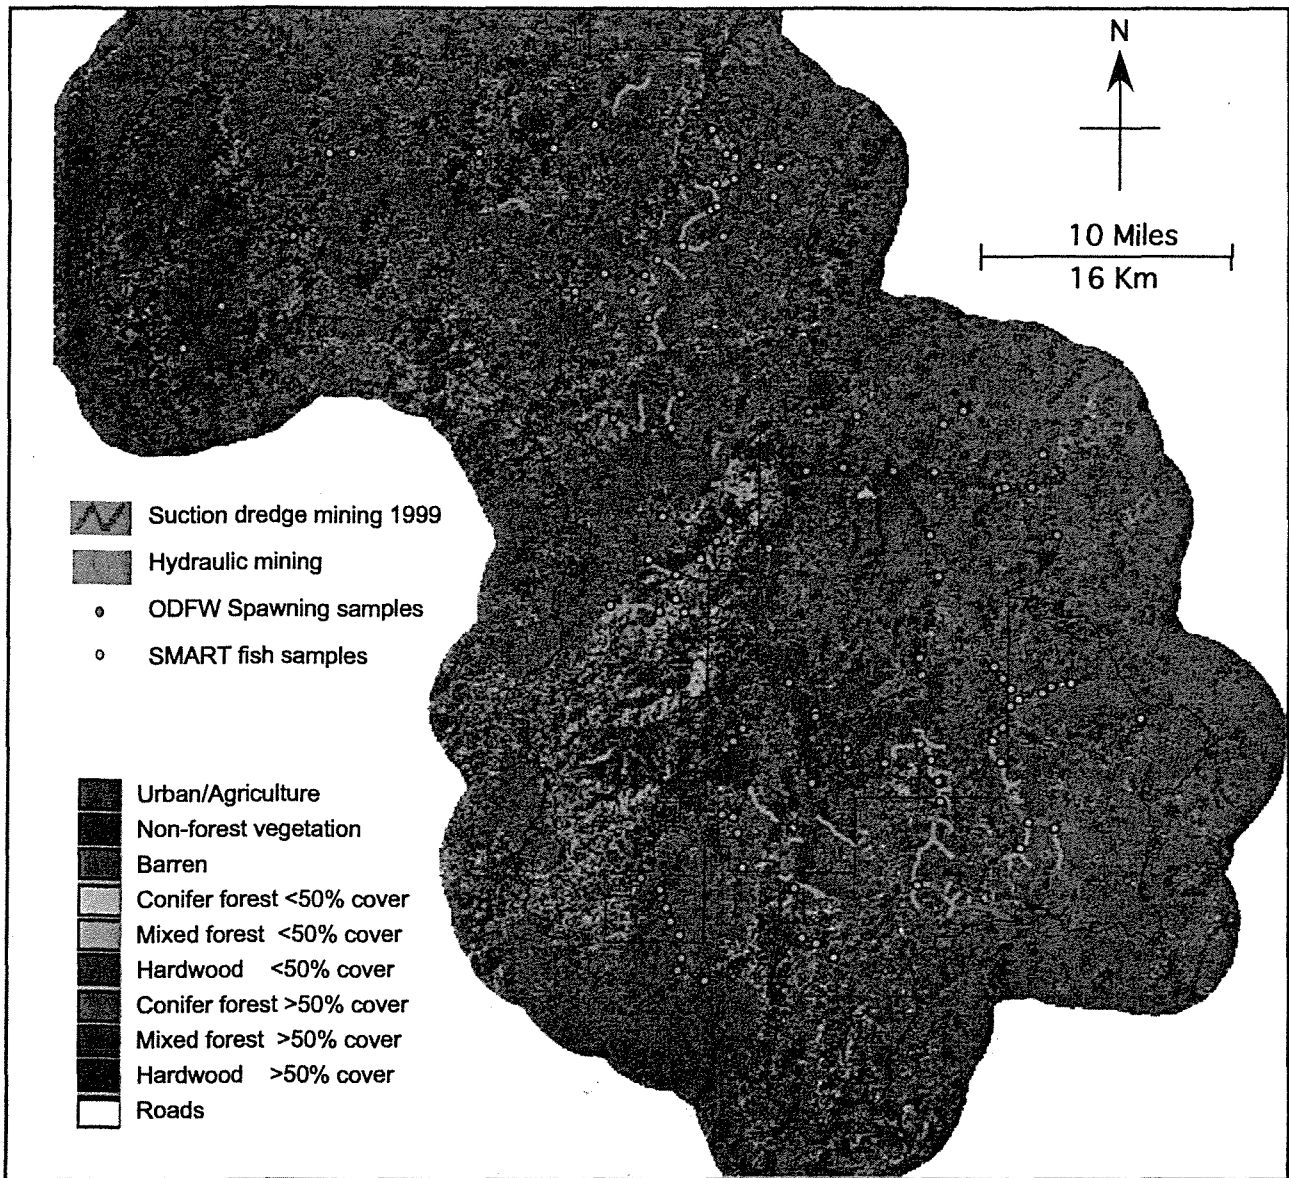 N
10 Miles
16 Km
Suction dredge mining 1999
Hydraulic mining
ODFW Spawning samples
SMART fish samples
Urban/Agriculture
Non-forest vegetation
Barren
Conifer forest <50% cover
Mixed forest <50% cover
Hardwood <50% cover
Conifer forest >50% cover
Mixed forest >50% cover
Hardwood >50% cover
Roads